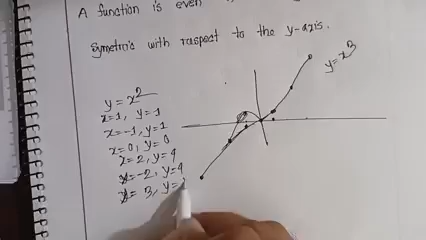 A function is even
symetric with raspect to the y-axis.
y = x³
y = x²
x=1, y=1
x=-1, y=1
x=0, y=0
x=2, y=4
x=-2, y=4
x= 3, y=